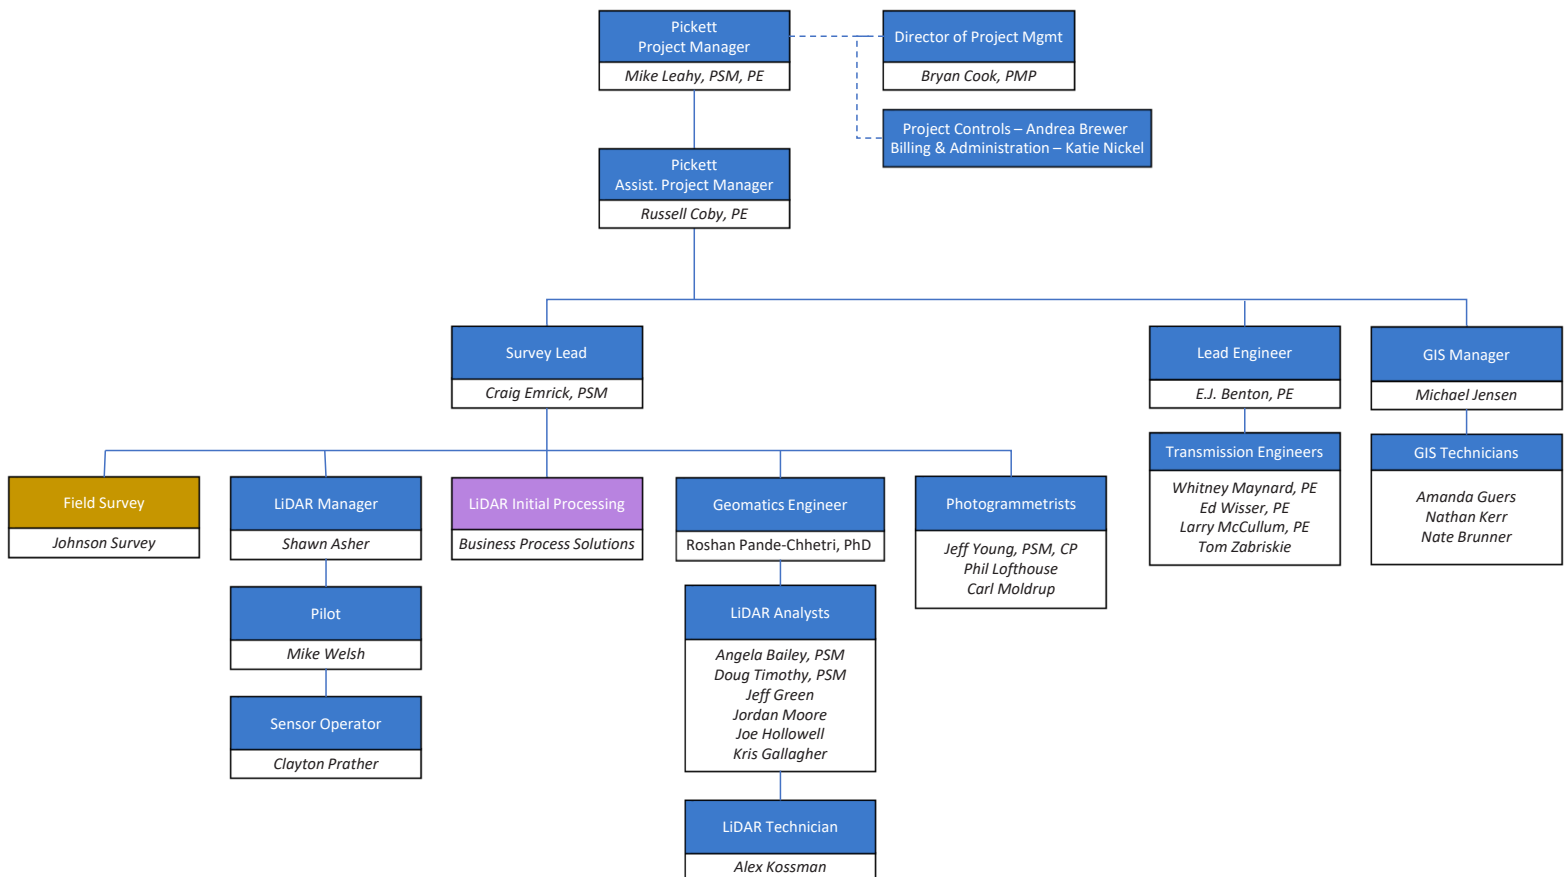 Pickett
Project Manager
Mike Leahy, PSM, PE
Director of Project Mgmt
Bryan Cook, PMP
Project Controls – Andrea Brewer
Billing & Administration – Katie Nickel
Pickett
Assist. Project Manager
Russell Coby, PE
Survey Lead
Craig Emrick, PSM
Lead Engineer
E.J. Benton, PE
GIS Manager
Michael Jensen
Field Survey
Johnson Survey
LiDAR Manager
Shawn Asher
Pilot
Mike Welsh
Sensor Operator
Clayton Prather
LiDAR Initial Processing
Business Process Solutions
Geomatics Engineer
Roshan Pande-Chhetri, PhD
LiDAR Analysts
Angela Bailey, PSM
Doug Timothy, PSM
Jeff Green
Jordan Moore
Joe Hollowell
Kris Gallagher
LiDAR Technician
Alex Kossman
Photogrammetrists
Jeff Young, PSM, CP
Phil Lofthouse
Carl Moldrup
Transmission Engineers
Whitney Maynard, PE
Ed Wisser, PE
Larry McCullum, PE
Tom Zabriskie
GIS Technicians
Amanda Guers
Nathan Kerr
Nate Brunner